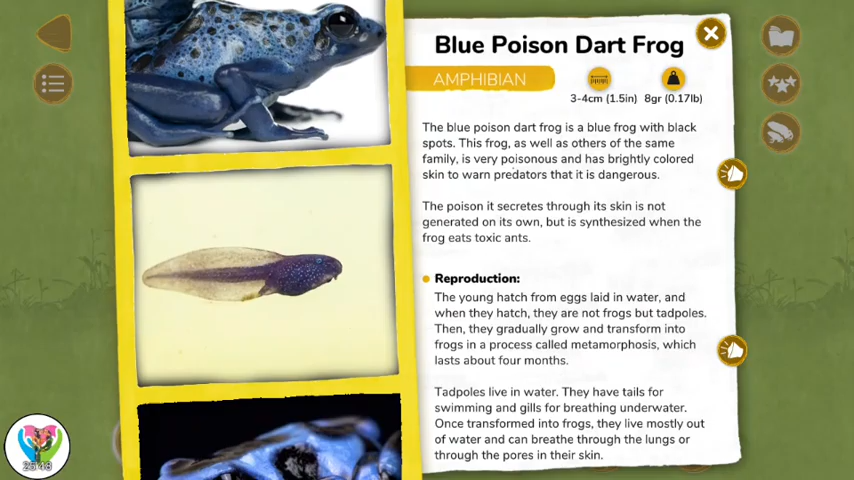 Blue Poison Dart Frog
AMPHIBIAN
3-4cm (1.5in) 8gr (0.17lb)
The blue poison dart frog is a blue frog with black
spots. This frog, as well as others of the same
family, is very poisonous and has brightly colored
skin to warn predators that it is dangerous.
The poison it secretes through its skin is not
generated on its own, but is synthesized when the
frog eats toxic ants.
Reproduction:
The young hatch from eggs laid in water, and
when they hatch, they are not frogs but tadpoles.
Then, they gradually grow and transform into
frogs in a process called metamorphosis, which
lasts about four months.
Tadpoles live in water. They have tails for
swimming and gills for breathing underwater.
Once transformed into frogs, they live mostly out
of water and can breathe through the lungs or
through the pores in their skin.